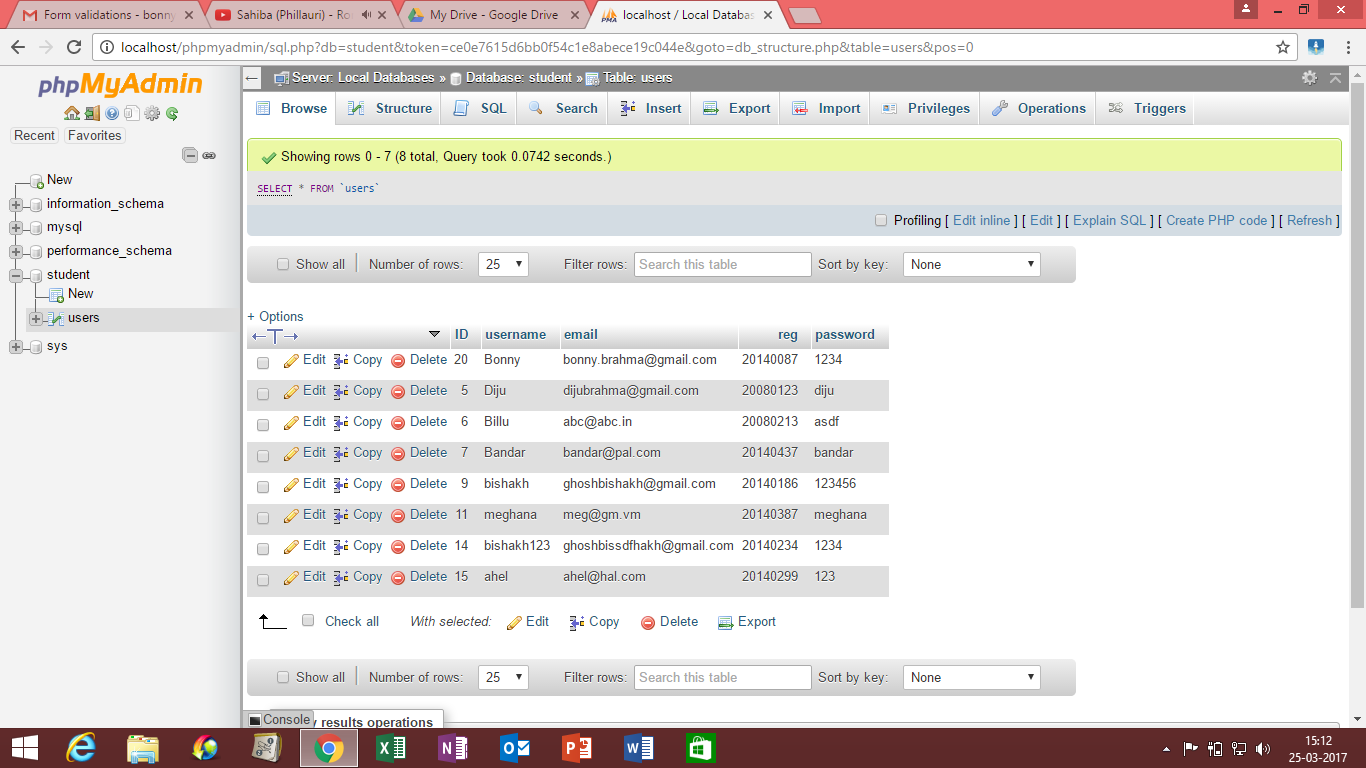 Form validations - bonny
Sahiba (Phillauri) - Ro
My Drive - Google Drive
localhost / Local Databas
localhost/phpmyadmin/sql.php?db=student&token=ce0e7615d6bb0f54c1e8abece19c044e&goto=db_structure.php&table=users&pos=0
phpMyAdmin
Recent Favorites
New
information_schema
mysql
performance_schema
student
New
users
sys
Server: Local Databases » Database: student » Table: users
Browse Structure SQL Search Insert Export Import Privileges Operations Triggers
Showing rows 0 - 7 (8 total, Query took 0.0742 seconds.)
SELECT * FROM `users`
Profiling [ Edit inline ] [ Edit ] [ Explain SQL ] [ Create PHP code ] [ Refresh ]
Show all Number of rows: 25 Filter rows: Search this table Sort by key: None
+ Options
ID username email reg password
Edit Copy Delete 20 Bonny bonny.brahma@gmail.com 20140087 1234
Edit Copy Delete 5 Diju dijubrahma@gmail.com 20080123 diju
Edit Copy Delete 6 Billu abc@abc.in 20080213 asdf
Edit Copy Delete 7 Bandar bandar@pal.com 20140437 bandar
Edit Copy Delete 9 bishakh ghoshbishakh@gmail.com 20140186 123456
Edit Copy Delete 11 meghana meg@gm.vm 20140387 meghana
Edit Copy Delete 14 bishakh123 ghoshbissdfhakh@gmail.com 20140234 1234
Edit Copy Delete 15 ahel ahel@hal.com 20140299 123
Check all With selected: Edit Copy Delete Export
Show all Number of rows: 25 Filter rows: Search this table Sort by key: None
Console
results operations
15:12
25-03-2017